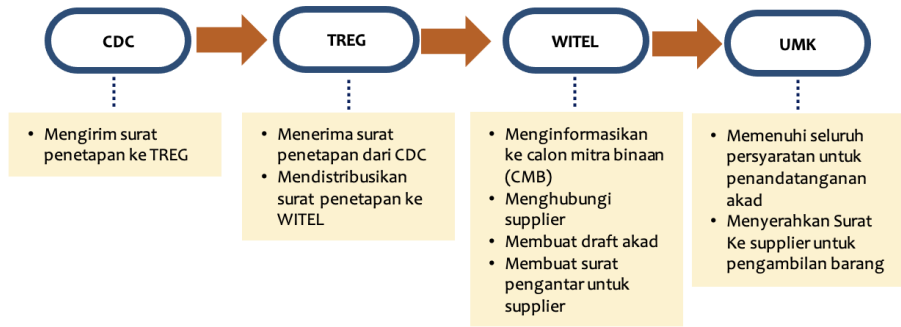 CDC
TREG
WITEL
UMK
• Mengirim surat
penetapan ke TREG
• Menerima surat
penetapan dari CDC
• Mendistribusikan
surat penetapan ke
WITEL
• Menginformasikan
ke calon mitra binaan
(CMB)
• Menghubungi
supplier
• Membuat draft akad
• Membuat surat
pengantar untuk
supplier
• Memenuhi seluruh
persyaratan untuk
penandatanganan
akad
• Menyerahkan Surat
Ke supplier untuk
pengambilan barang